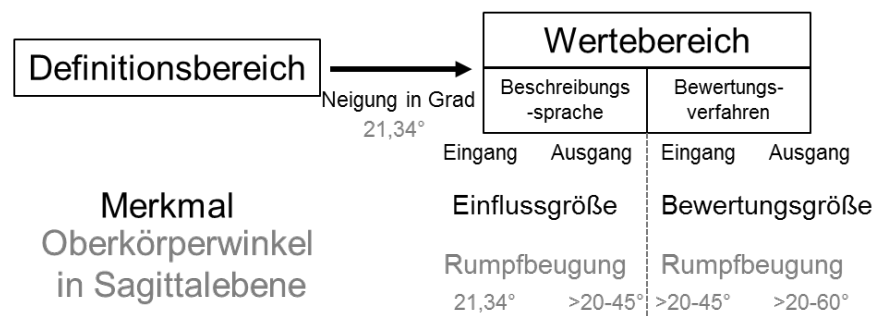 Definitionsbereich
Neigung in Grad
21,34°
Wertebereich
Beschreibungs
-sprache
Bewertungs-
verfahren
Eingang Ausgang Eingang Ausgang
Merkmal
Oberkörperwinkel
in Sagittalebene
Einflussgröße Bewertungsgröße
Rumpfbeugung Rumpfbeugung
21,34° >20-45° >20-45° >20-60°